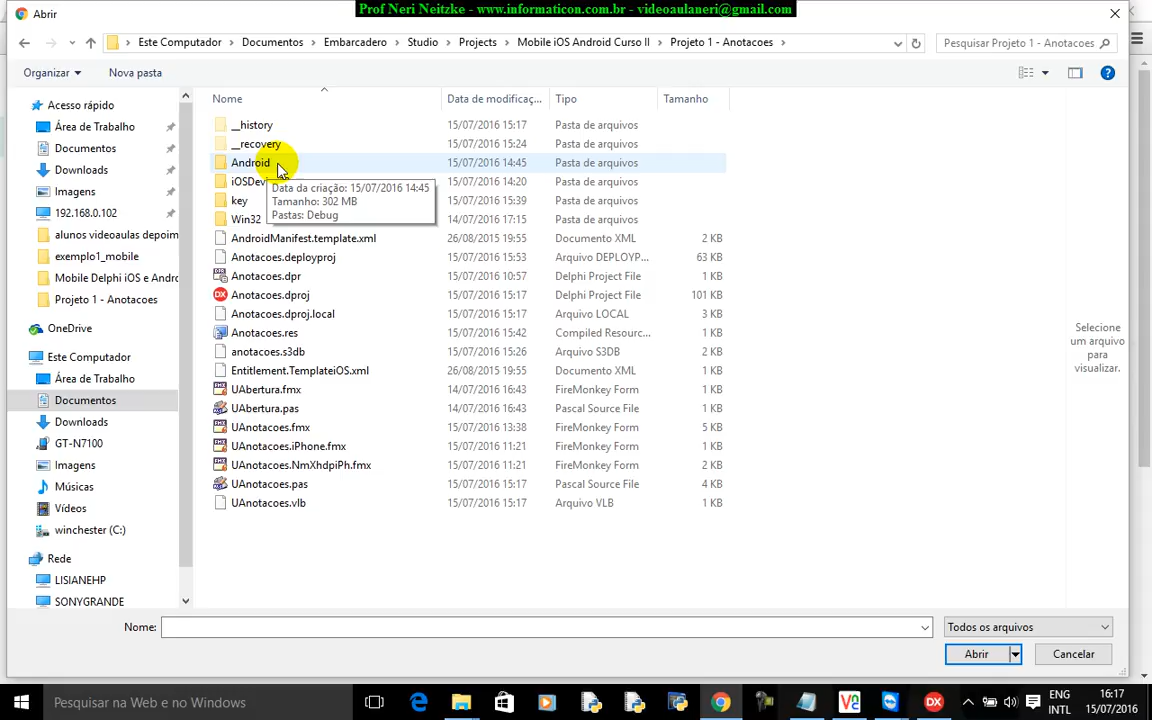 Prof Neri Neitzke - www.informaticon.com.br - videoaulaneri@gmail.com
Abrir
Este Computador > Documentos > Embarcadero > Studio > Projects > Mobile iOS Android Curso II > Projeto 1 - Anotacoes >
Pesquisar Projeto 1 - Anotacoes
Organizar
Nova pasta
Acesso rápido
Área de Trabalho
Documentos
Downloads
Imagens
192.168.0.102
alunos videoaulas depoim
exemplo1_mobile
Mobile Delphi iOS e Andro
Projeto 1 - Anotacoes
OneDrive
Este Computador
Área de Trabalho
Documentos
Downloads
GT-N7100
Imagens
Músicas
Vídeos
winchester (C:)
Rede
LISIANEHP
SONYGRANDE
Nome Data de modificaç... Tipo Tamanho
__history 15/07/2016 15:17 Pasta de arquivos
__recovery 15/07/2016 15:24 Pasta de arquivos
Android 15/07/2016 14:45 Pasta de arquivos
iOSDevi 15/07/2016 14:20 Pasta de arquivos
key 15/07/2016 15:39 Pasta de arquivos
Win32 14/07/2016 17:15 Pasta de arquivos
Data da criação: 15/07/2016 14:45
Tamanho: 302 MB
Pastas: Debug
AndroidManifest.template.xml 26/08/2015 19:55 Documento XML 2 KB
Anotacoes.deployproj 15/07/2016 15:53 Arquivo DEPLOYP... 63 KB
Anotacoes.dpr 15/07/2016 10:57 Delphi Project File 1 KB
Anotacoes.dproj 15/07/2016 15:17 Delphi Project File 101 KB
Anotacoes.dproj.local 15/07/2016 15:17 Arquivo LOCAL 3 KB
Anotacoes.res 15/07/2016 15:42 Compiled Resourc... 1 KB
anotacoes.s3db 15/07/2016 15:26 Arquivo S3DB 2 KB
Entitlement.TemplateiOS.xml 26/08/2015 19:55 Documento XML 1 KB
UAbertura.fmx 14/07/2016 16:43 FireMonkey Form 1 KB
UAbertura.pas 14/07/2016 16:43 Pascal Source File 1 KB
UAnotacoes.fmx 15/07/2016 13:38 FireMonkey Form 5 KB
UAnotacoes.iPhone.fmx 15/07/2016 11:21 FireMonkey Form 1 KB
UAnotacoes.NmXhdpiPh.fmx 15/07/2016 11:21 FireMonkey Form 2 KB
UAnotacoes.pas 15/07/2016 15:17 Pascal Source File 4 KB
UAnotacoes.vlb 15/07/2016 15:17 Arquivo VLB 1 KB
Selecione
um arquivo
para
visualizar.
Nome:
Todos os arquivos
Abrir
Cancelar
Pesquisar na Web e no Windows
ENG
INTL
16:17
15/07/2016